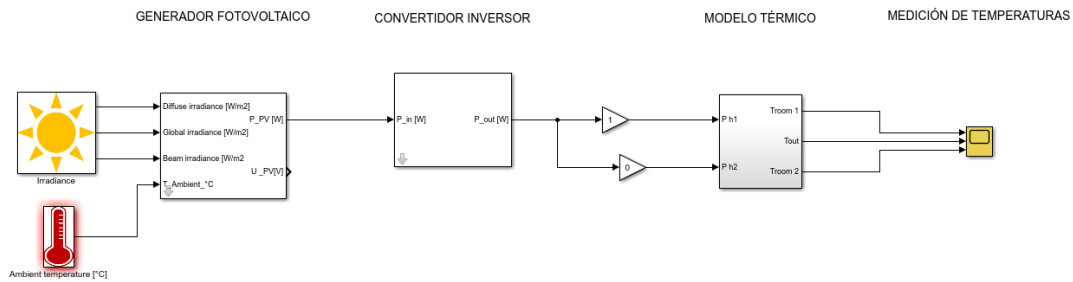 GENERADOR FOTOVOLTAICO
CONVERTIDOR INVERSOR
MODELO TÉRMICO
MEDICIÓN DE TEMPERATURAS
Diffuse irradiance [W/m2]
Global irradiance [W/m2]
Beam irradiance [W/m2
T_Ambient_°C
P_PV [W]
U _PV[V]
Irradiance
Ambient temperature [°C]
P_in [W]
P_out [W]
1
0
P h1
P h2
Troom 1
Tout
Troom 2